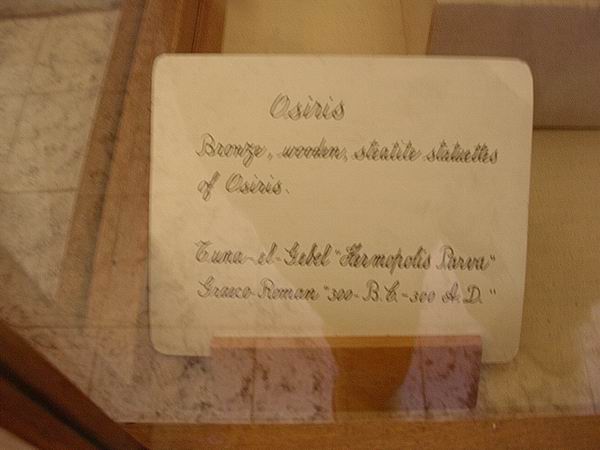 Osiris
Bronze, wooden, steatite statuettes
of Osiris.
Tuna-el-Gebel "Hermopolis Parva"
Graeco-Roman "300-B.C-300 A.D."